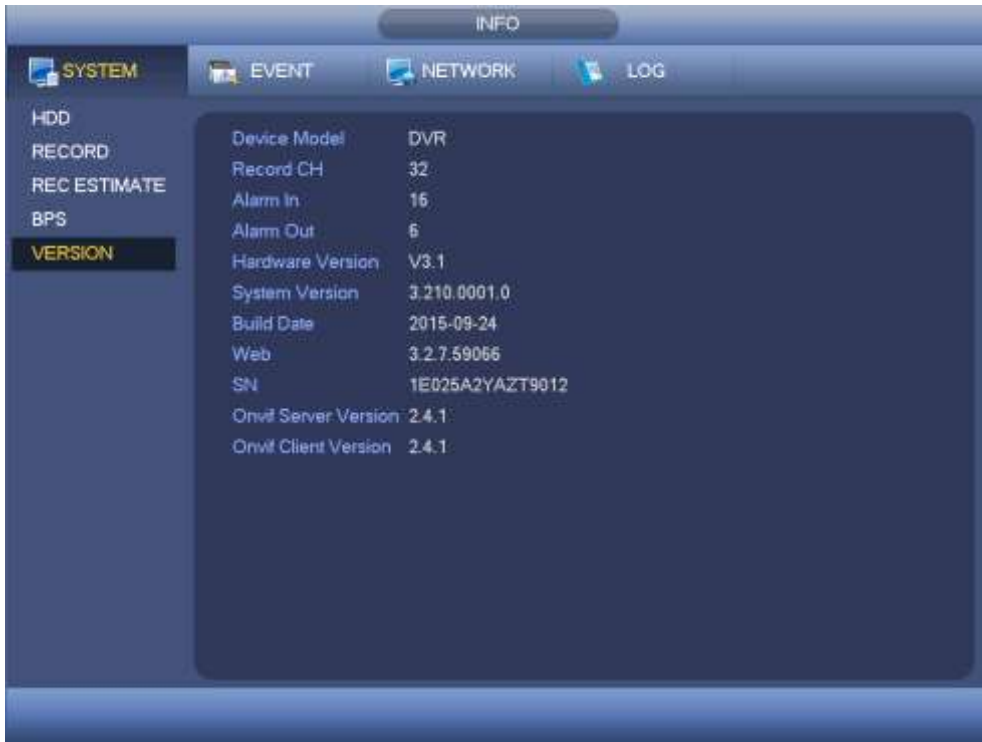 INFO
SYSTEM EVENT NETWORK LOG
HDD
RECORD
REC ESTIMATE
BPS
VERSION
Device Model DVR
Record CH 32
Alarm In 16
Alarm Out 6
Hardware Version V3.1
System Version 3.210.0001.0
Build Date 2015-09-24
Web 3.2.7.59066
SN 1E025A2YAZT9012
Onvif Server Version 2.4.1
Onvif Client Version 2.4.1